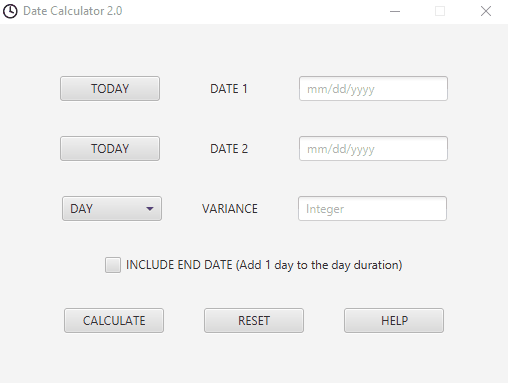 Date Calculator 2.0
TODAY DATE 1 mm/dd/yyyy
TODAY DATE 2 mm/dd/yyyy
DAY VARIANCE Integer
INCLUDE END DATE (Add 1 day to the day duration)
CALCULATE RESET HELP